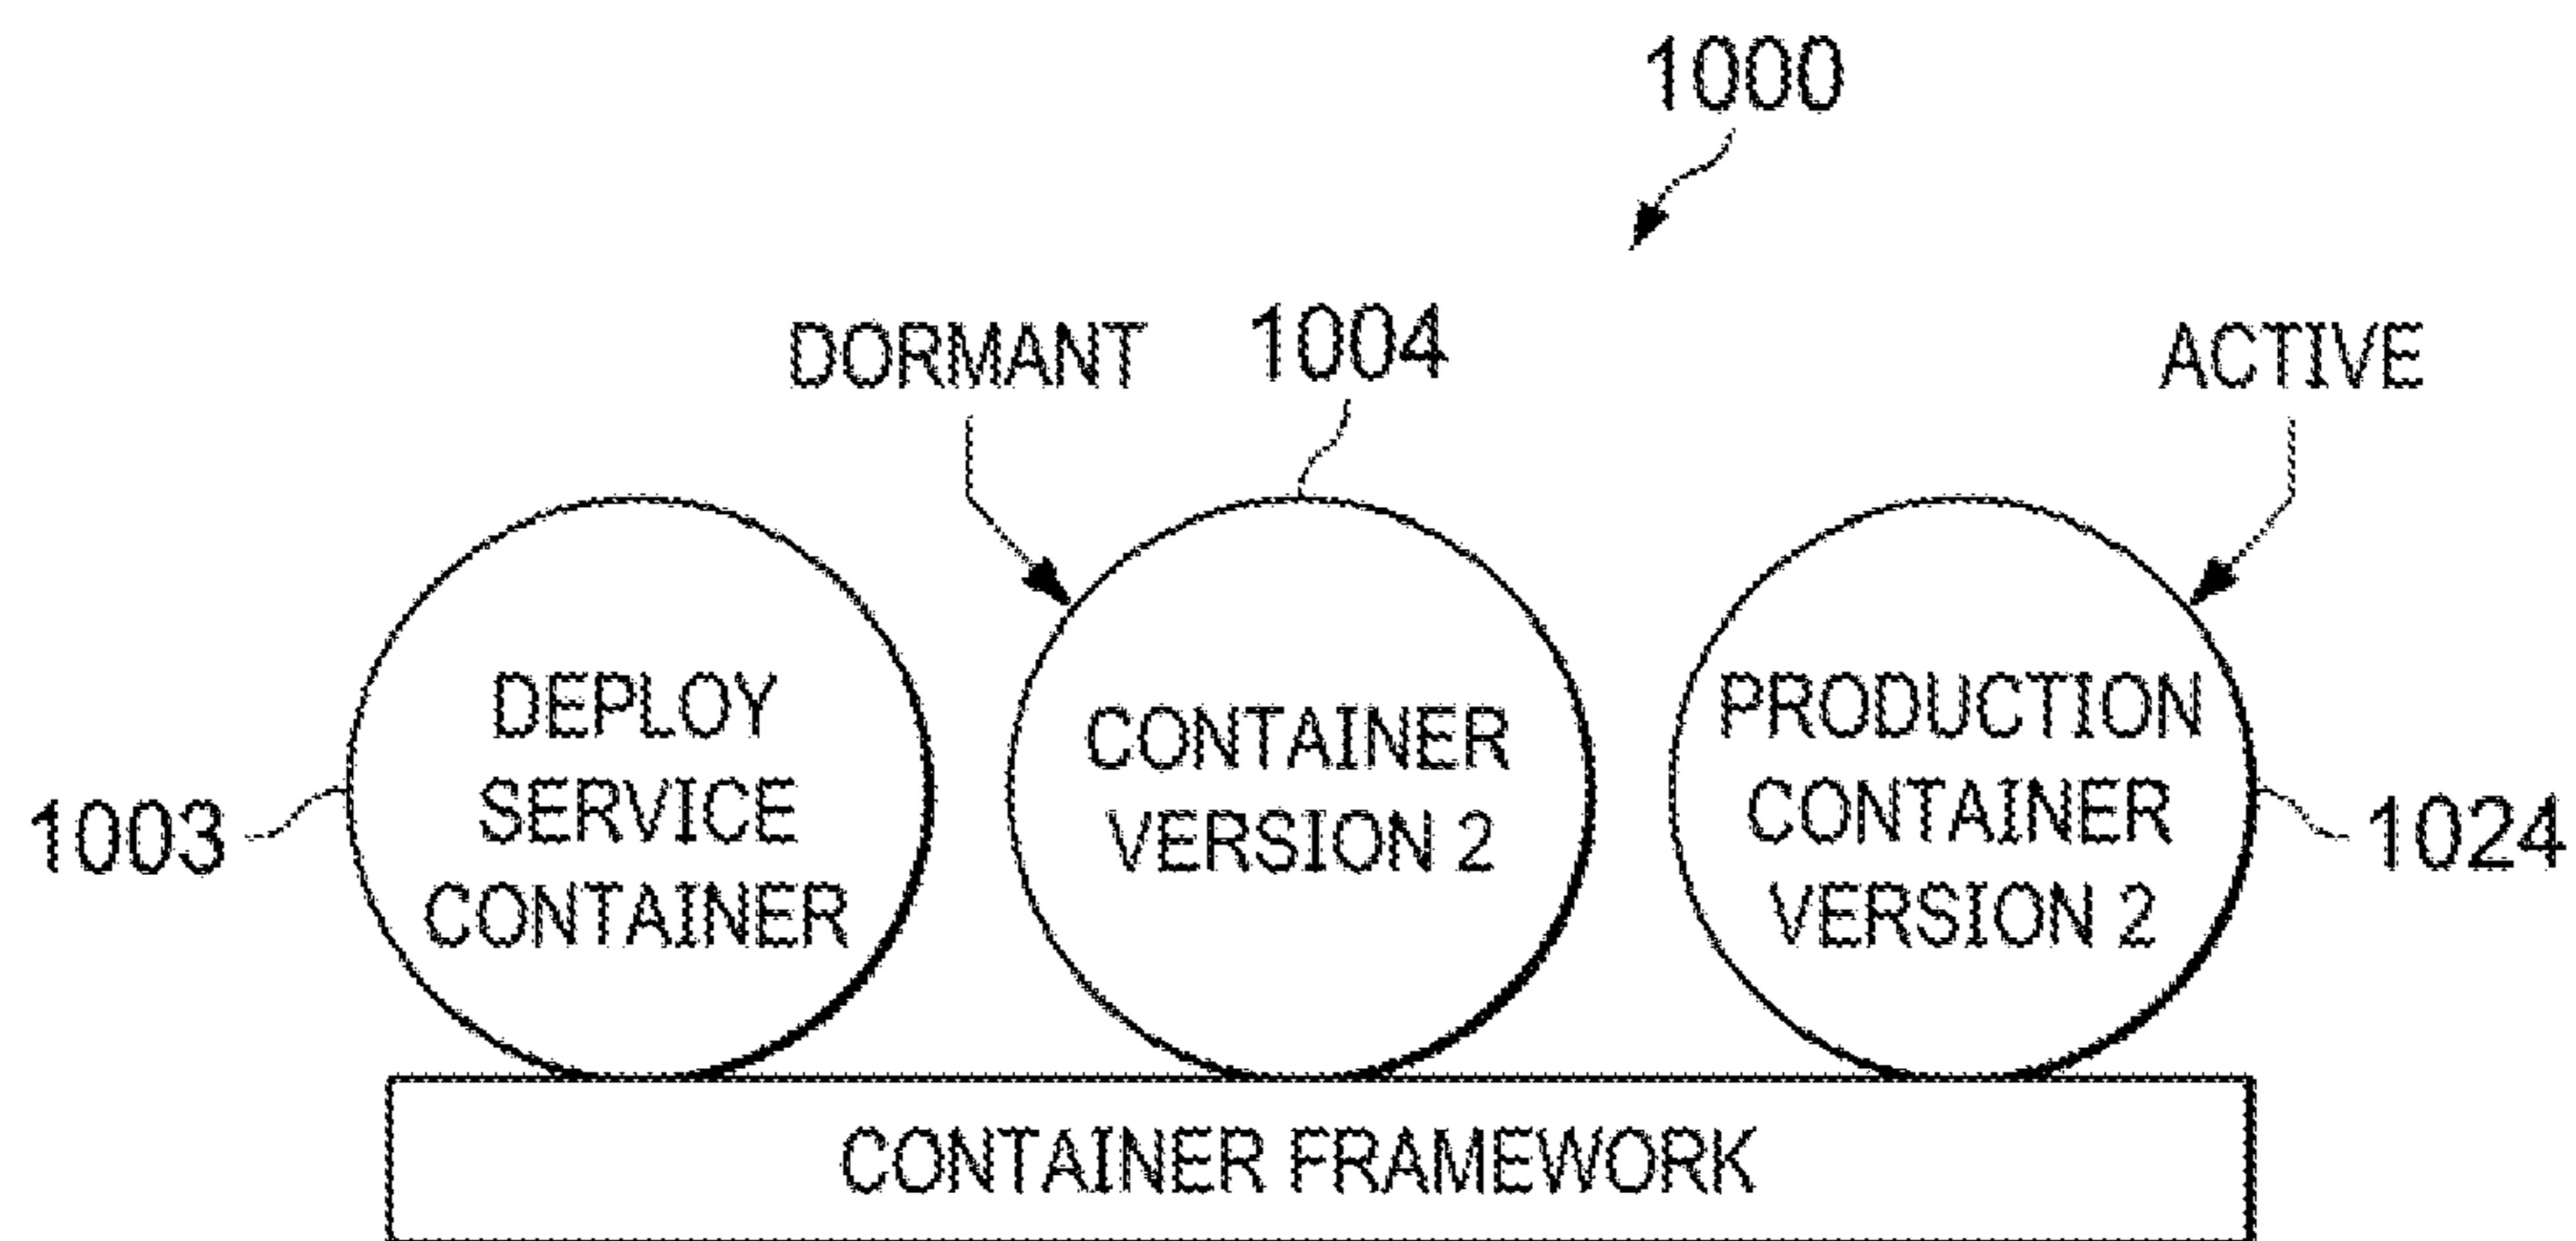 1000
DORMANT
1004
ACTIVE
DEPLOY
SERVICE
CONTAINER
1003
CONTAINER
VERSION 2
PRODUCTION
CONTAINER
VERSION 2
1024
CONTAINER FRAMEWORK